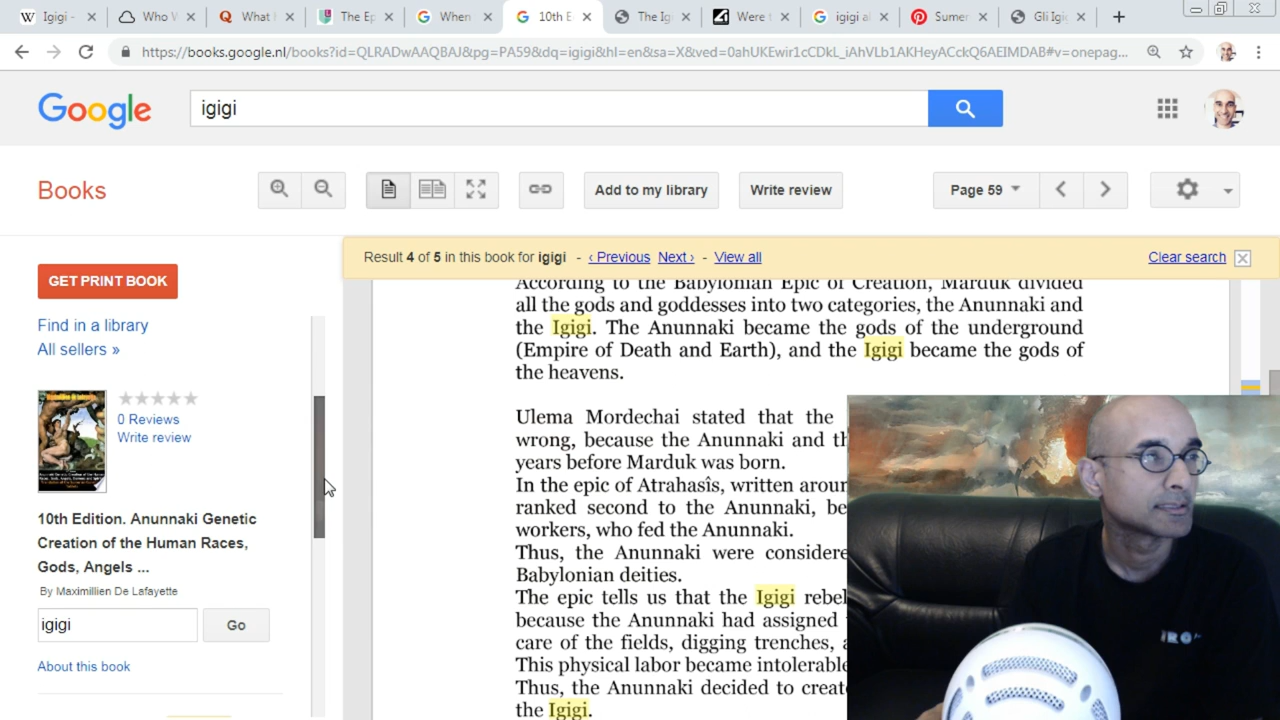 Igigi -
Who V
What I
The Ep
When
10th E
The Ig
Were t
igigi al
Sumer
Gli Igi
https://books.google.nl/books?id=QLRADwAAQBAJ&pg=PA59&dq=igigi&hl=en&sa=X&ved=0ahUKEwir1cCDkL_iAhVLb1AKHeyACckQ6AEIMDAB#v=onepag...
Google
igigi
Books
Add to my library
Write review
Page 59
Result 4 of 5 in this book for igigi - ‹ Previous Next › - View all
Clear search
GET PRINT BOOK
Find in a library
All sellers »
0 Reviews
Write review
10th Edition. Anunnaki Genetic
Creation of the Human Races,
Gods, Angels ...
By Maximillien De Lafayette
igigi
Go
About this book
According to the Babylonian Epic of Creation, Marduk divided
all the gods and goddesses into two categories, the Anunnaki and
the Igigi. The Anunnaki became the gods of the underground
(Empire of Death and Earth), and the Igigi became the gods of
the heavens.
Ulema Mordechai stated that the
wrong, because the Anunnaki and th
years before Marduk was born.
In the epic of Atrahasîs, written aroun
ranked second to the Anunnaki, be
workers, who fed the Anunnaki.
Thus, the Anunnaki were considere
Babylonian deities.
The epic tells us that the Igigi rebel
because the Anunnaki had assigned
care of the fields, digging trenches, a
This physical labor became intolerable
Thus, the Anunnaki decided to creat
the Igigi.